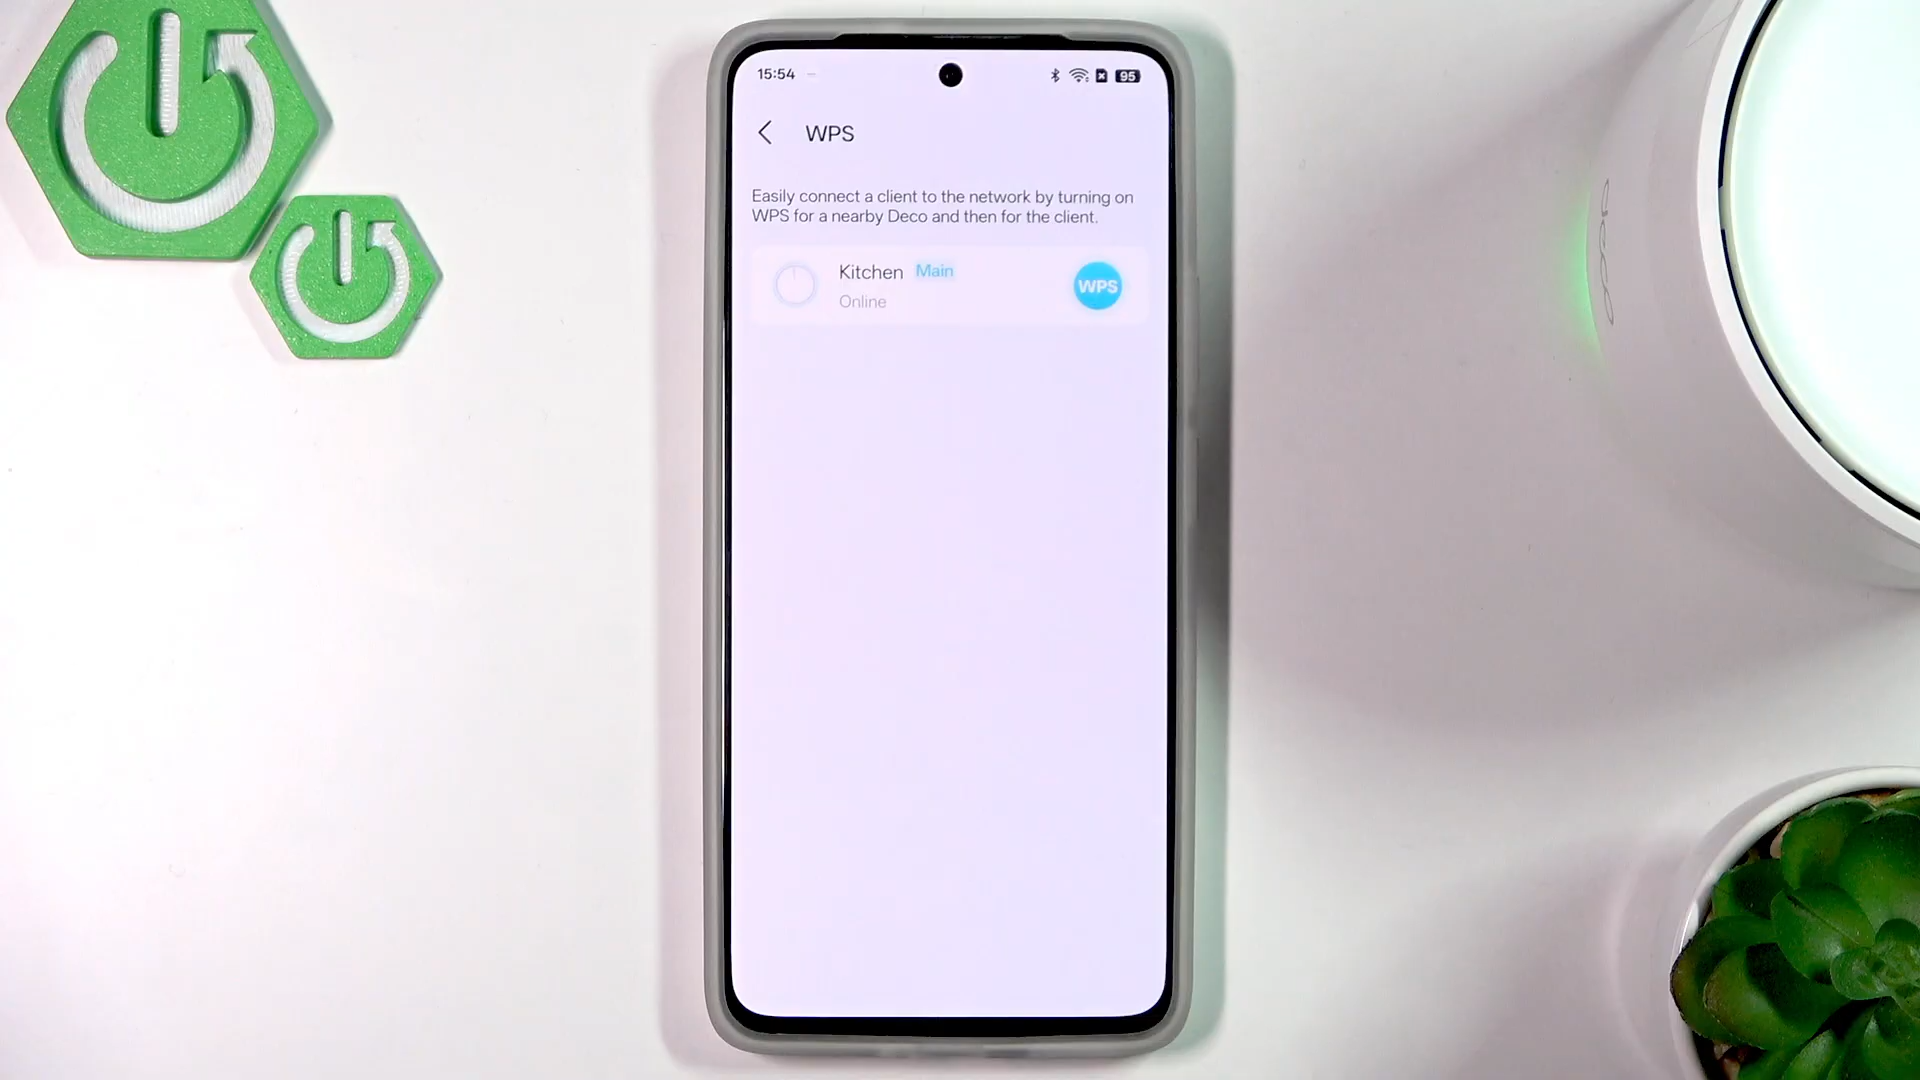 15:54
95
WPS
Easily connect a client to the network by turning on
WPS for a nearby Deco and then for the client.
Kitchen Main
WPS
Online
deco